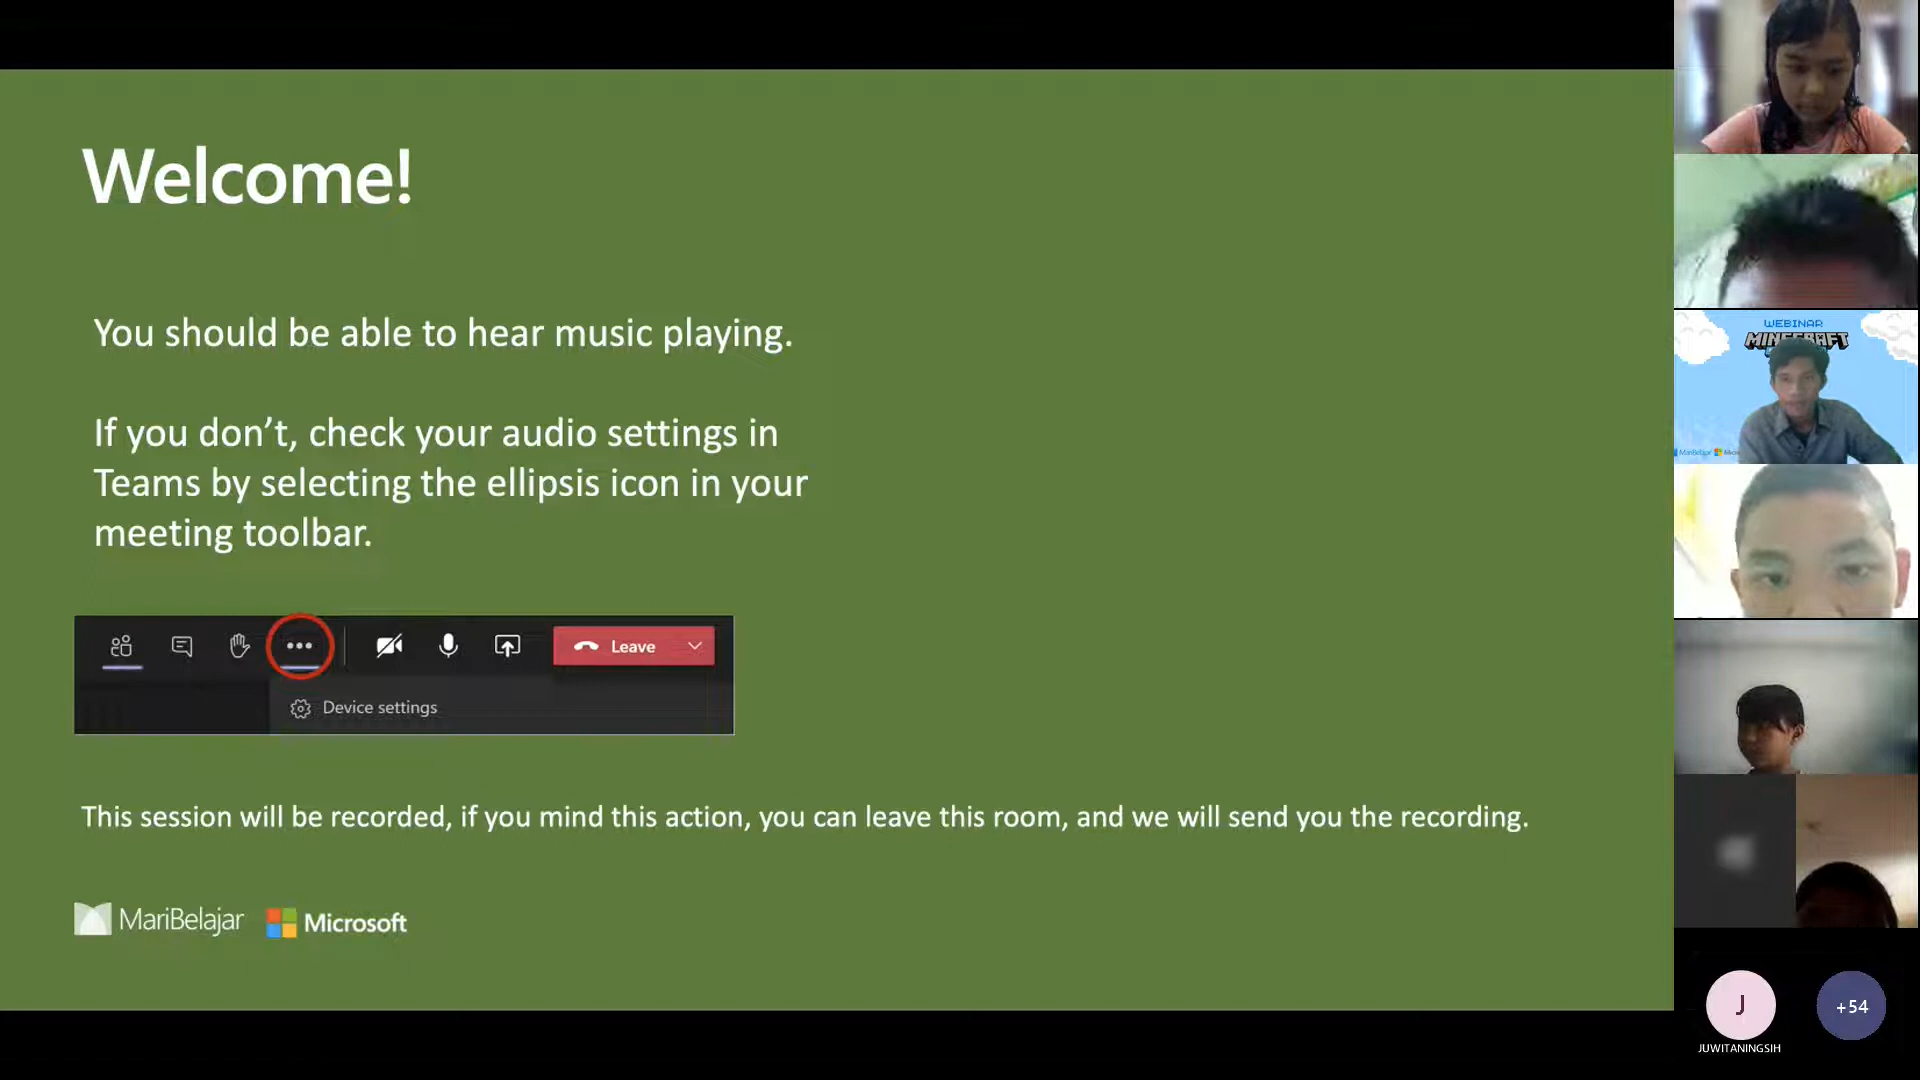 Welcome!
You should be able to hear music playing.
If you don’t, check your audio settings in
Teams by selecting the ellipsis icon in your
meeting toolbar.
Leave
Device settings
This session will be recorded, if you mind this action, you can leave this room, and we will send you the recording.
MariBelajar
Microsoft
WEBINAR
MINECRAFT
MariBelajar
J
+54
JUWITANINGSIH